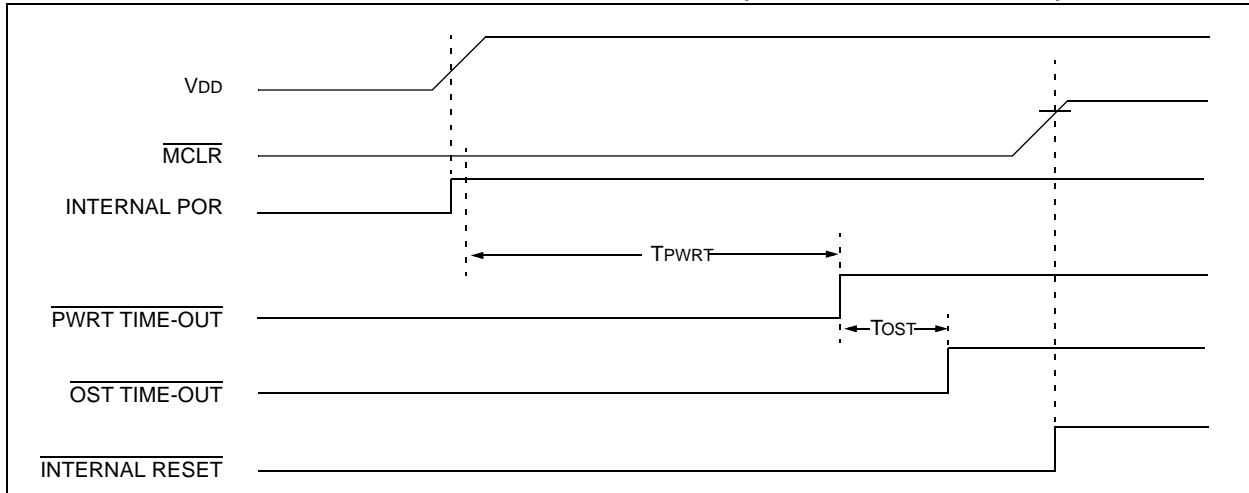 VDD
MCLR
INTERNAL POR
TPWRT
PWRT TIME-OUT
TOST
OST TIME-OUT
INTERNAL RESET